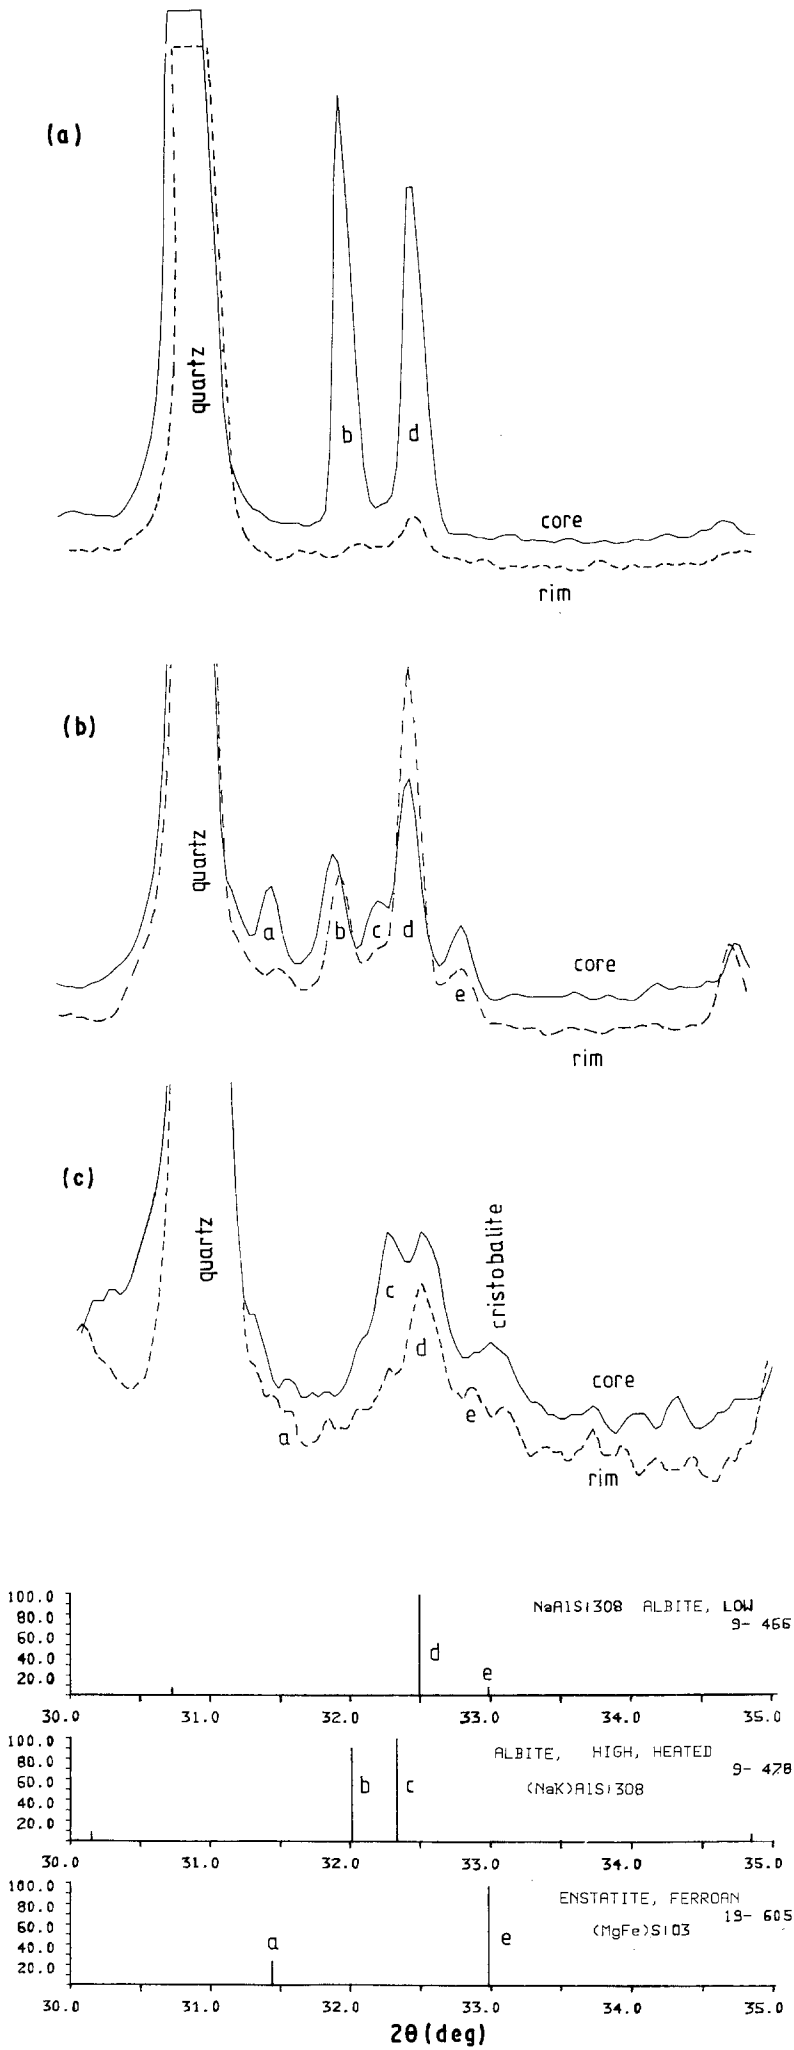 (a)
quartz
b
d
core
rim
(b)
quartz
a
b
c
d
e
core
rim
(c)
quartz
cristobalite
c
d
a
e
core
rim
100.0
80.0
60.0
40.0
20.0
NaAlSi308 ALBITE, LOW
9- 466
d
e
30.0 31.0 32.0 33.0 34.0 35.0
100.0
80.0
60.0
40.0
20.0
ALBITE, HIGH, HEATED
9- 428
(NaK)AlSi308
b
c
30.0 31.0 32.0 33.0 34.0 35.0
100.0
80.0
60.0
40.0
20.0
ENSTATITE, FERROAN
19- 605
(MgFe)Si03
a
e
30.0 31.0 32.0 33.0 34.0 35.0
2θ(deg)